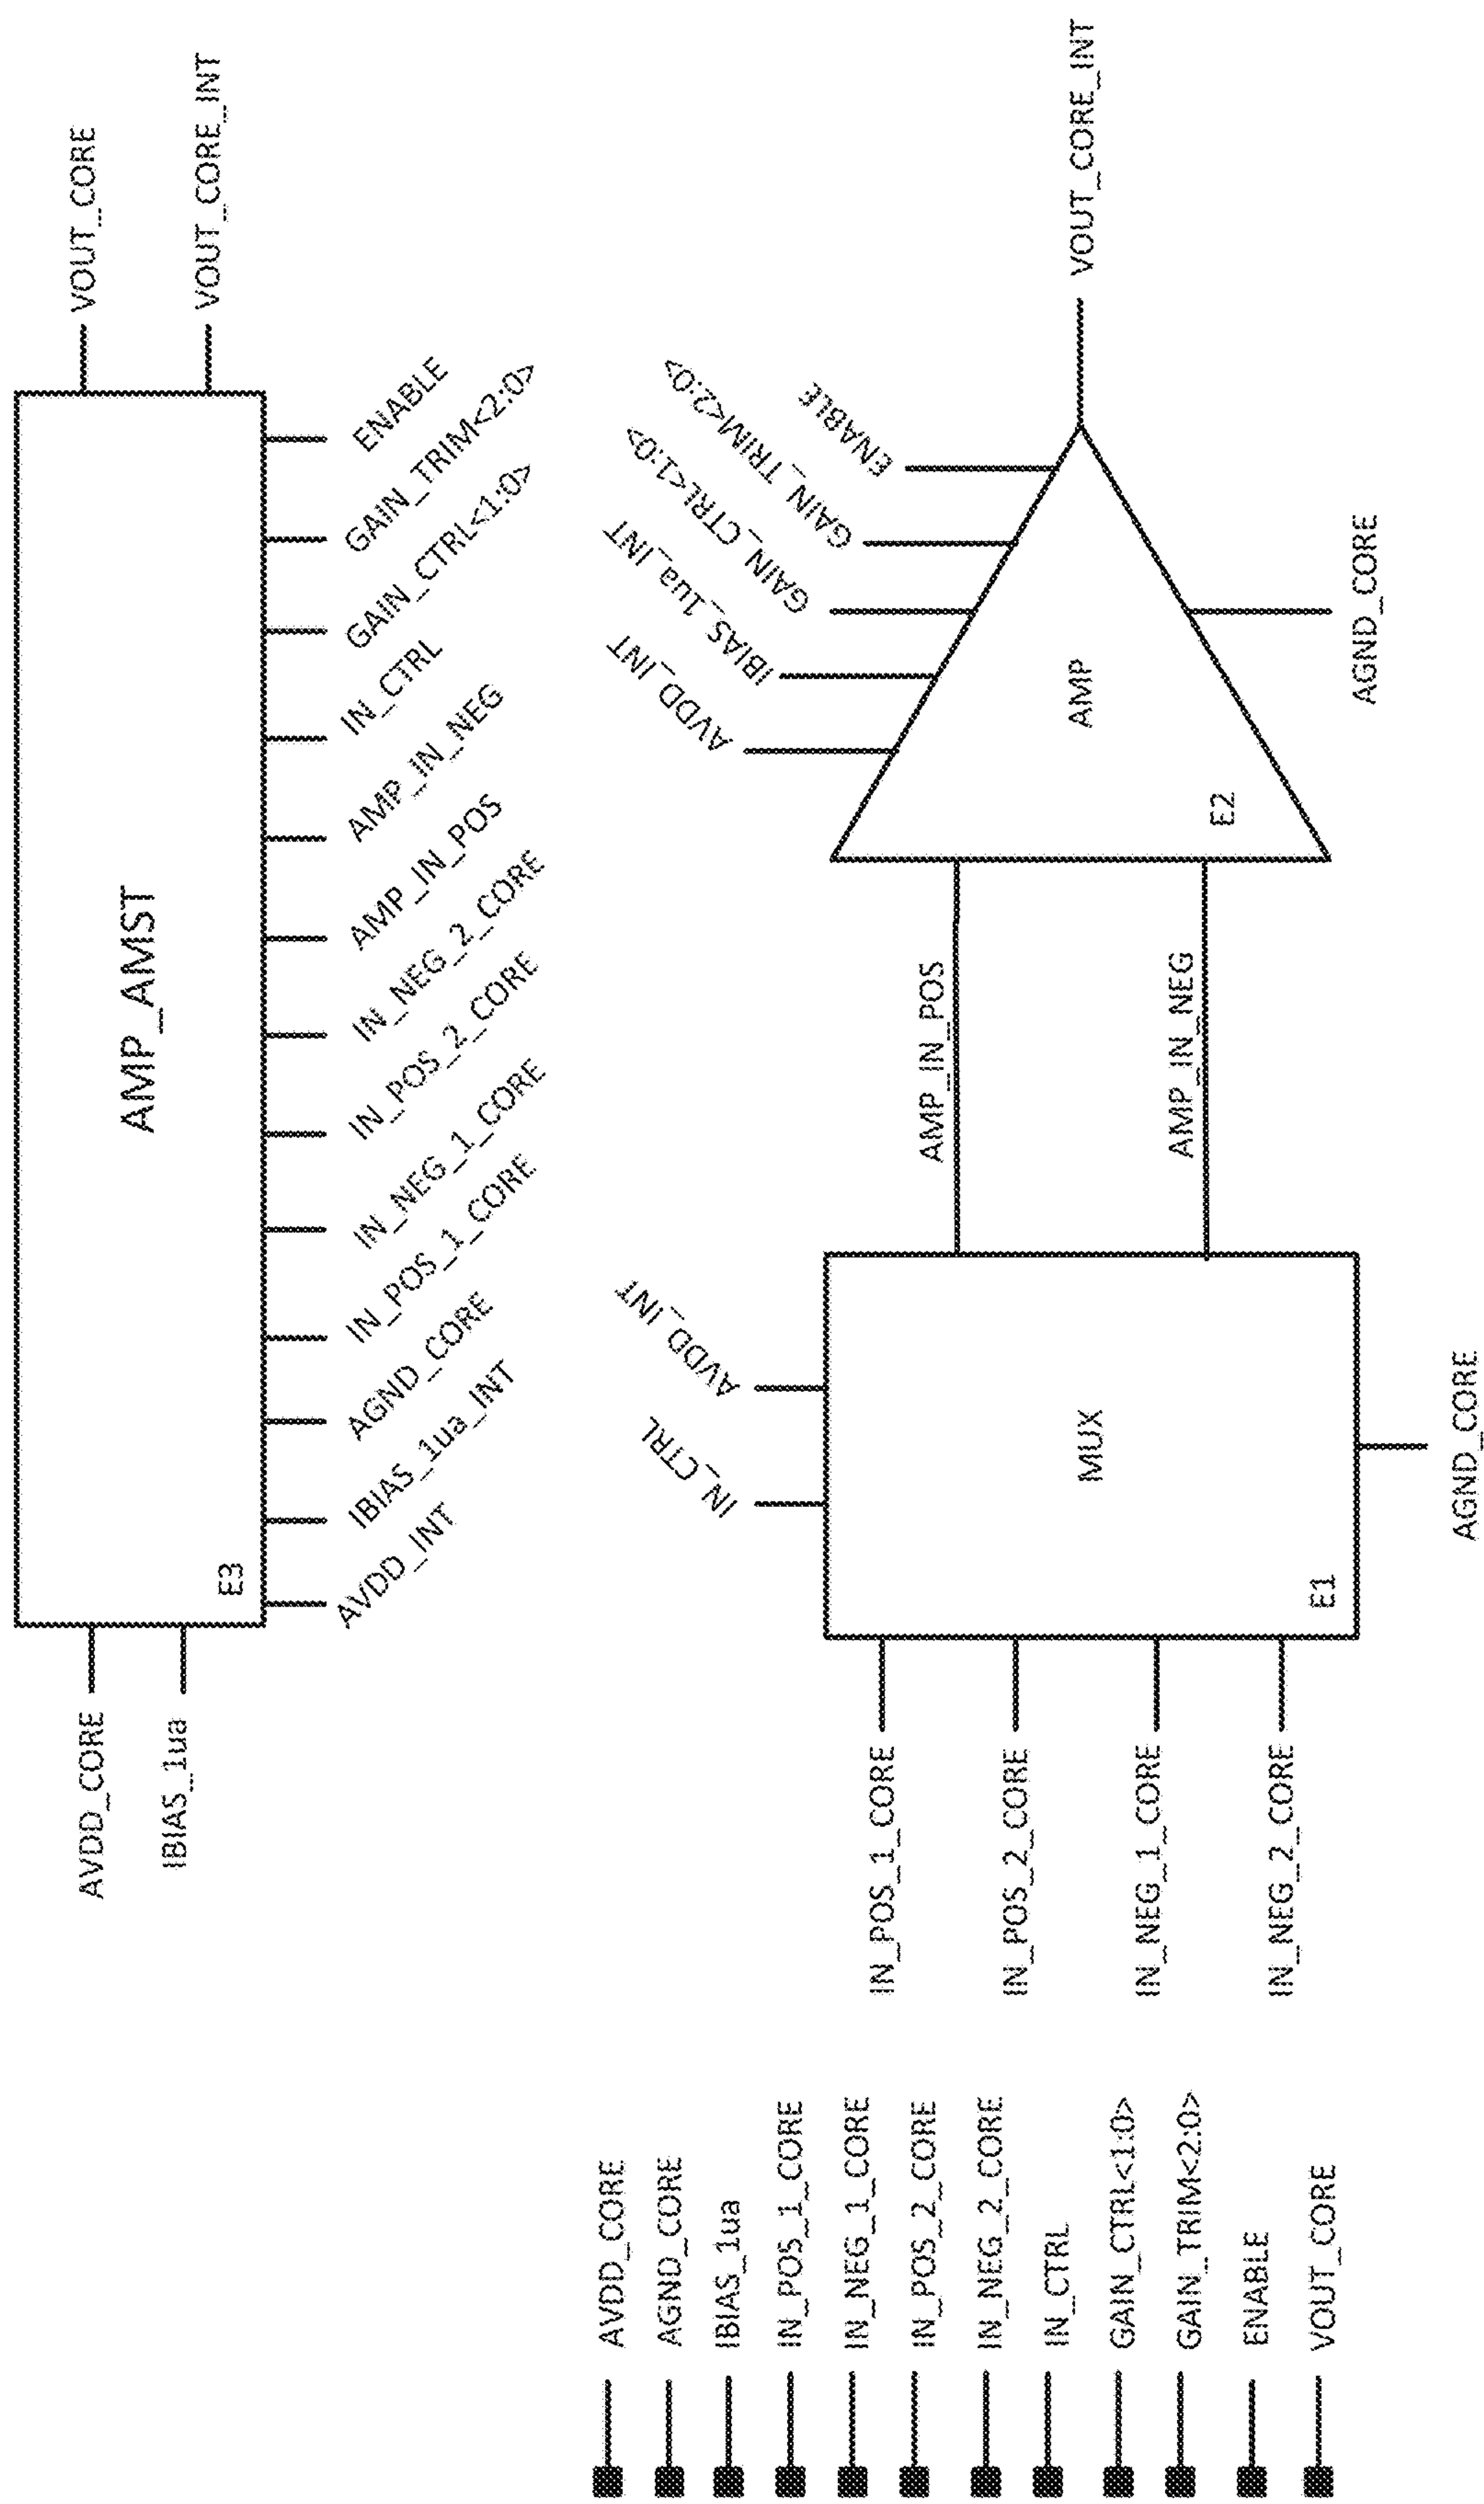 AMP_AMST
E3
AVDD_CORE
IBIAS_1ua
VOUT_CORE
VOUT_CORE_INT
AVDD_INT
IBIAS_1ua_INT
AGND_CORE
IN_POS_1_CORE
IN_NEG_1_CORE
IN_POS_2_CORE
IN_NEG_2_CORE
AMP_IN_POS
AMP_IN_NEG
IN_CTRL
GAIN_CTRL<1:0>
GAIN_TRIM<2:0>
ENABLE
AVDD_CORE
AGND_CORE
IBIAS_1ua
IN_POS_1_CORE
IN_NEG_1_CORE
IN_POS_2_CORE
IN_NEG_2_CORE
IN_CTRL
GAIN_CTRL<1:0>
GAIN_TRIM<2:0>
ENABLE
VOUT_CORE
IN_POS_1_CORE
IN_POS_2_CORE
IN_NEG_1_CORE
IN_NEG_2_CORE
IN_CTRL
AVDD_INT
MUX
E1
AGND_CORE
AMP_IN_POS
AMP_IN_NEG
AVDD_INT
IBIAS_1ua_INT
GAIN_CTRL<1:0>
GAIN_TRIM<2:0>
ENABLE
AMP
E2
AGND_CORE
VOUT_CORE_INT